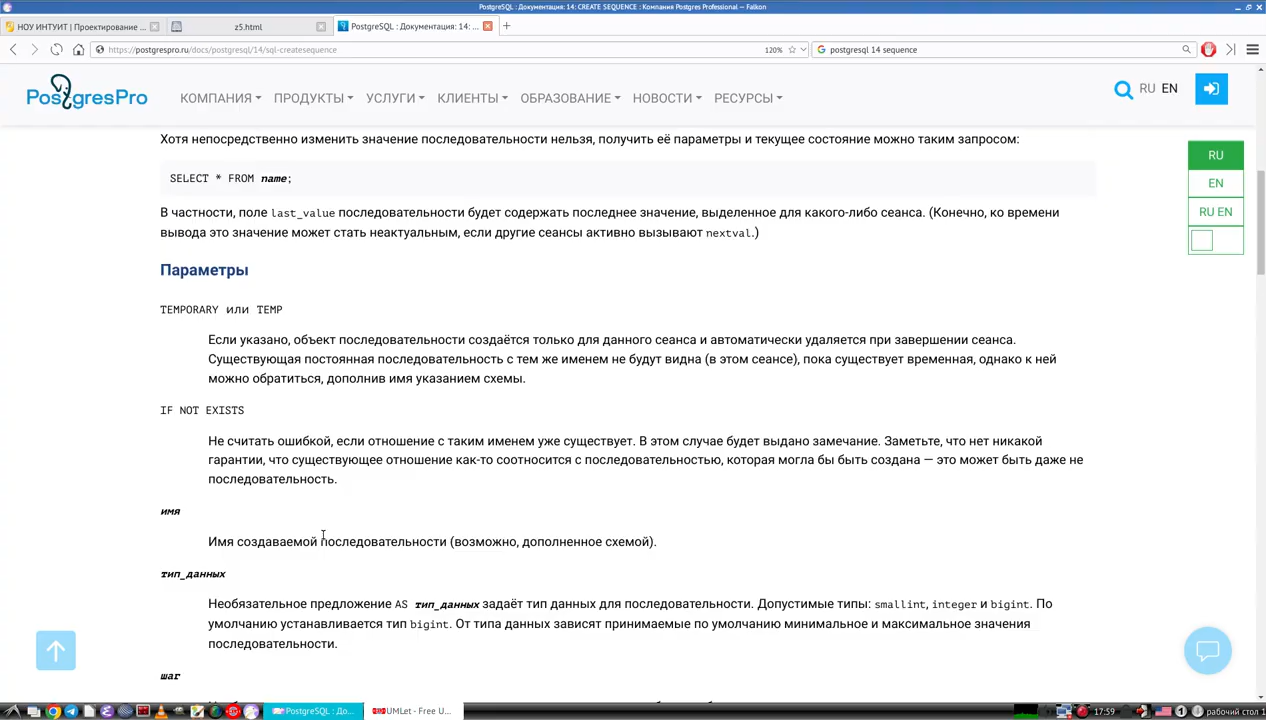 PostgreSQL : Документация: 14: CREATE SEQUENCE : Компания Postgres Professional — Falkon
НОУ ИНТУИТ | Проектирование ...
z5.html
PostgreSQL : Документация: 14: ...
https://postgrespro.ru/docs/postgresql/14/sql-createsequence
120%
postgresql 14 sequence
PostgresPro
КОМПАНИЯ
ПРОДУКТЫ
УСЛУГИ
КЛИЕНТЫ
ОБРАЗОВАНИЕ
НОВОСТИ
РЕСУРСЫ
RU EN
RU
EN
RU EN
Хотя непосредственно изменить значение последовательности нельзя, получить её параметры и текущее состояние можно таким запросом:
SELECT * FROM name;
В частности, поле last_value последовательности будет содержать последнее значение, выделенное для какого-либо сеанса. (Конечно, ко времени
вывода это значение может стать неактуальным, если другие сеансы активно вызывают nextval.)
Параметры
TEMPORARY или TEMP
Если указано, объект последовательности создаётся только для данного сеанса и автоматически удаляется при завершении сеанса.
Существующая постоянная последовательность с тем же именем не будут видна (в этом сеансе), пока существует временная, однако к ней
можно обратиться, дополнив имя указанием схемы.
IF NOT EXISTS
Не считать ошибкой, если отношение с таким именем уже существует. В этом случае будет выдано замечание. Заметьте, что нет никакой
гарантии, что существующее отношение как-то соотносится с последовательностью, которая могла бы быть создана — это может быть даже не
последовательность.
имя
Имя создаваемой последовательности (возможно, дополненное схемой).
тип_данных
Необязательное предложение AS тип_данных задаёт тип данных для последовательности. Допустимые типы: smallint, integer и bigint. По
умолчанию устанавливается тип bigint. От типа данных зависят принимаемые по умолчанию минимальное и максимальное значения
последовательности.
шаг
PostgreSQL : До...
UMLet - Free U...
17:59
1
рабочий стол 1